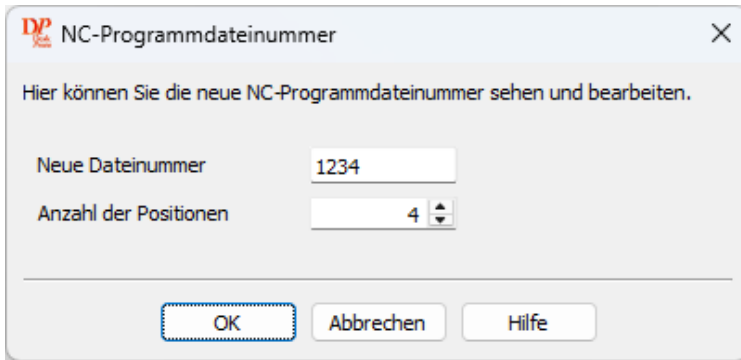 DP NC-Programmdateinummer
Hier können Sie die neue NC-Programmdateinummer sehen und bearbeiten.
Neue Dateinummer 1234
Anzahl der Positionen 4
OK Abbrechen Hilfe